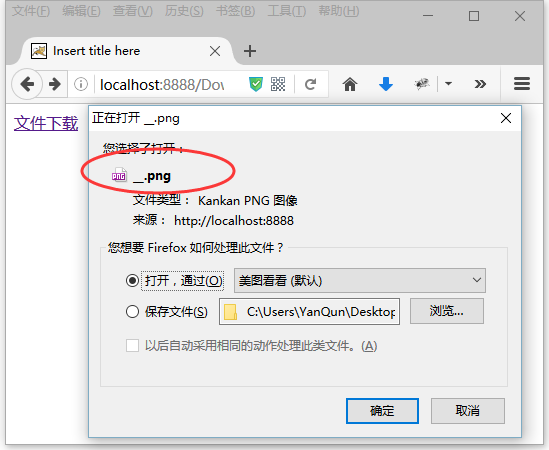 文件(F) 编辑(E) 查看(V) 历史(S) 书签(B) 工具(T) 帮助(H)
Insert title here
localhost:8888/Dov
文件下载
正在打开 __.png
您选择了打开：
__.png
文件类型： Kankan PNG 图像
来源： http://localhost:8888
您想要 Firefox 如何处理此文件？
打开，通过(O) 美图看看 (默认)
保存文件(S) C:\Users\YanQun\Desktop 浏览...
以后自动采用相同的动作处理此类文件。(A)
确定 取消